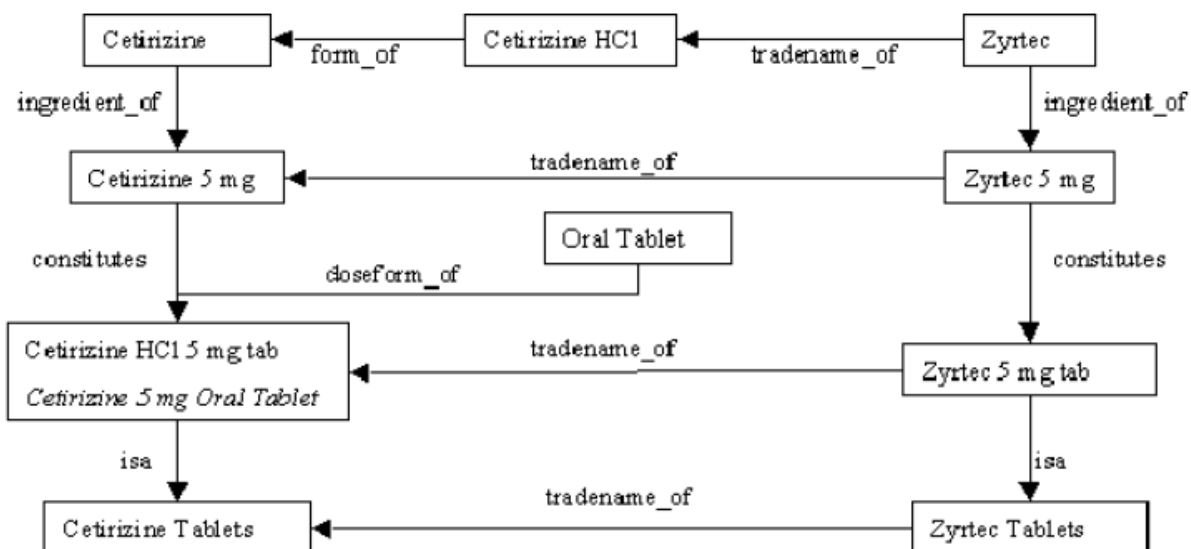 Cetirizine
Cetirizine HC1
Zyrtec
form_of
tradename_of
ingredient_of
ingredient_of
Cetirizine 5 mg
tradename_of
Zyrtec 5 mg
Oral Tablet
constitutes
doseform_of
constitutes
Cetirizine HC1 5 mg tab
Cetirizine 5 mg Oral Tablet
tradename_of
Zyrtec 5 mg tab
isa
isa
Cetirizine Tablets
tradename_of
Zyrtec Tablets